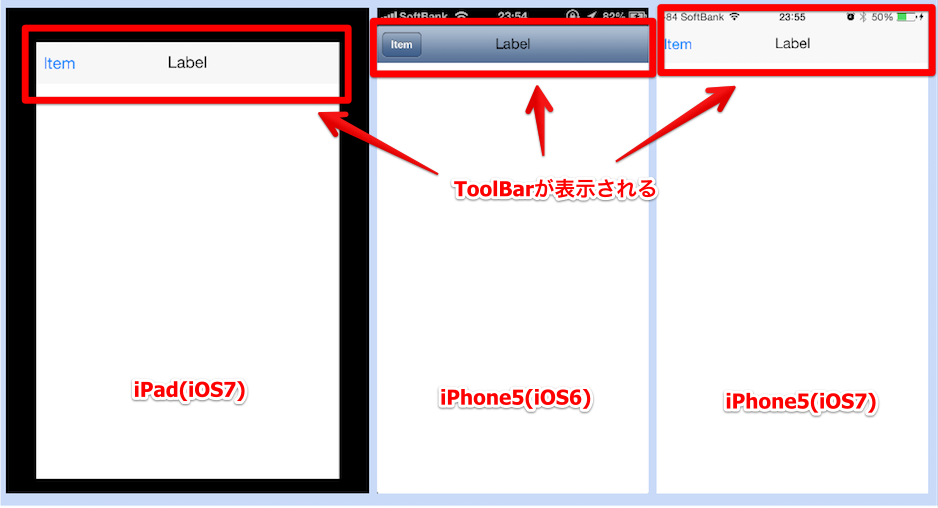 Item Label
SoftBank 23:54 82%
Item Label
84 SoftBank 23:55 50%
Item Label
ToolBarが表示される
iPad(iOS7)
iPhone5(iOS6)
iPhone5(iOS7)